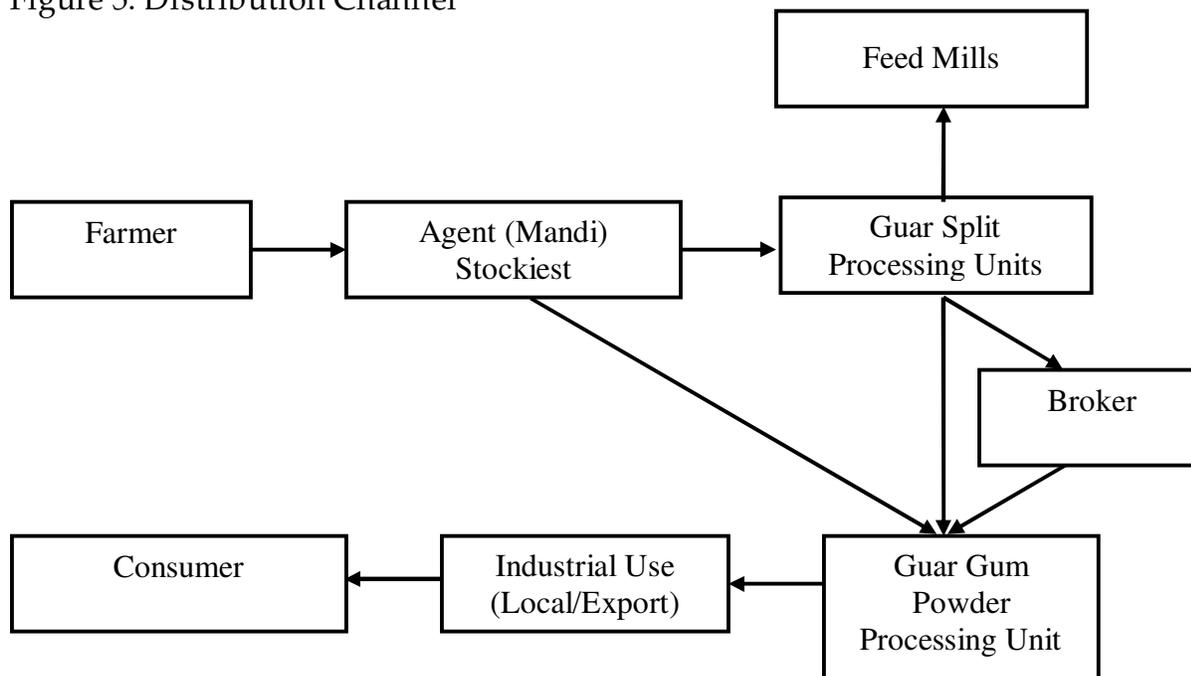 Figure 5. Distribution Channel
Feed Mills
Farmer
Agent (Mandi)
Stockiest
Guar Split
Processing Units
Broker
Consumer
Industrial Use
(Local/Export)
Guar Gum
Powder
Processing Unit